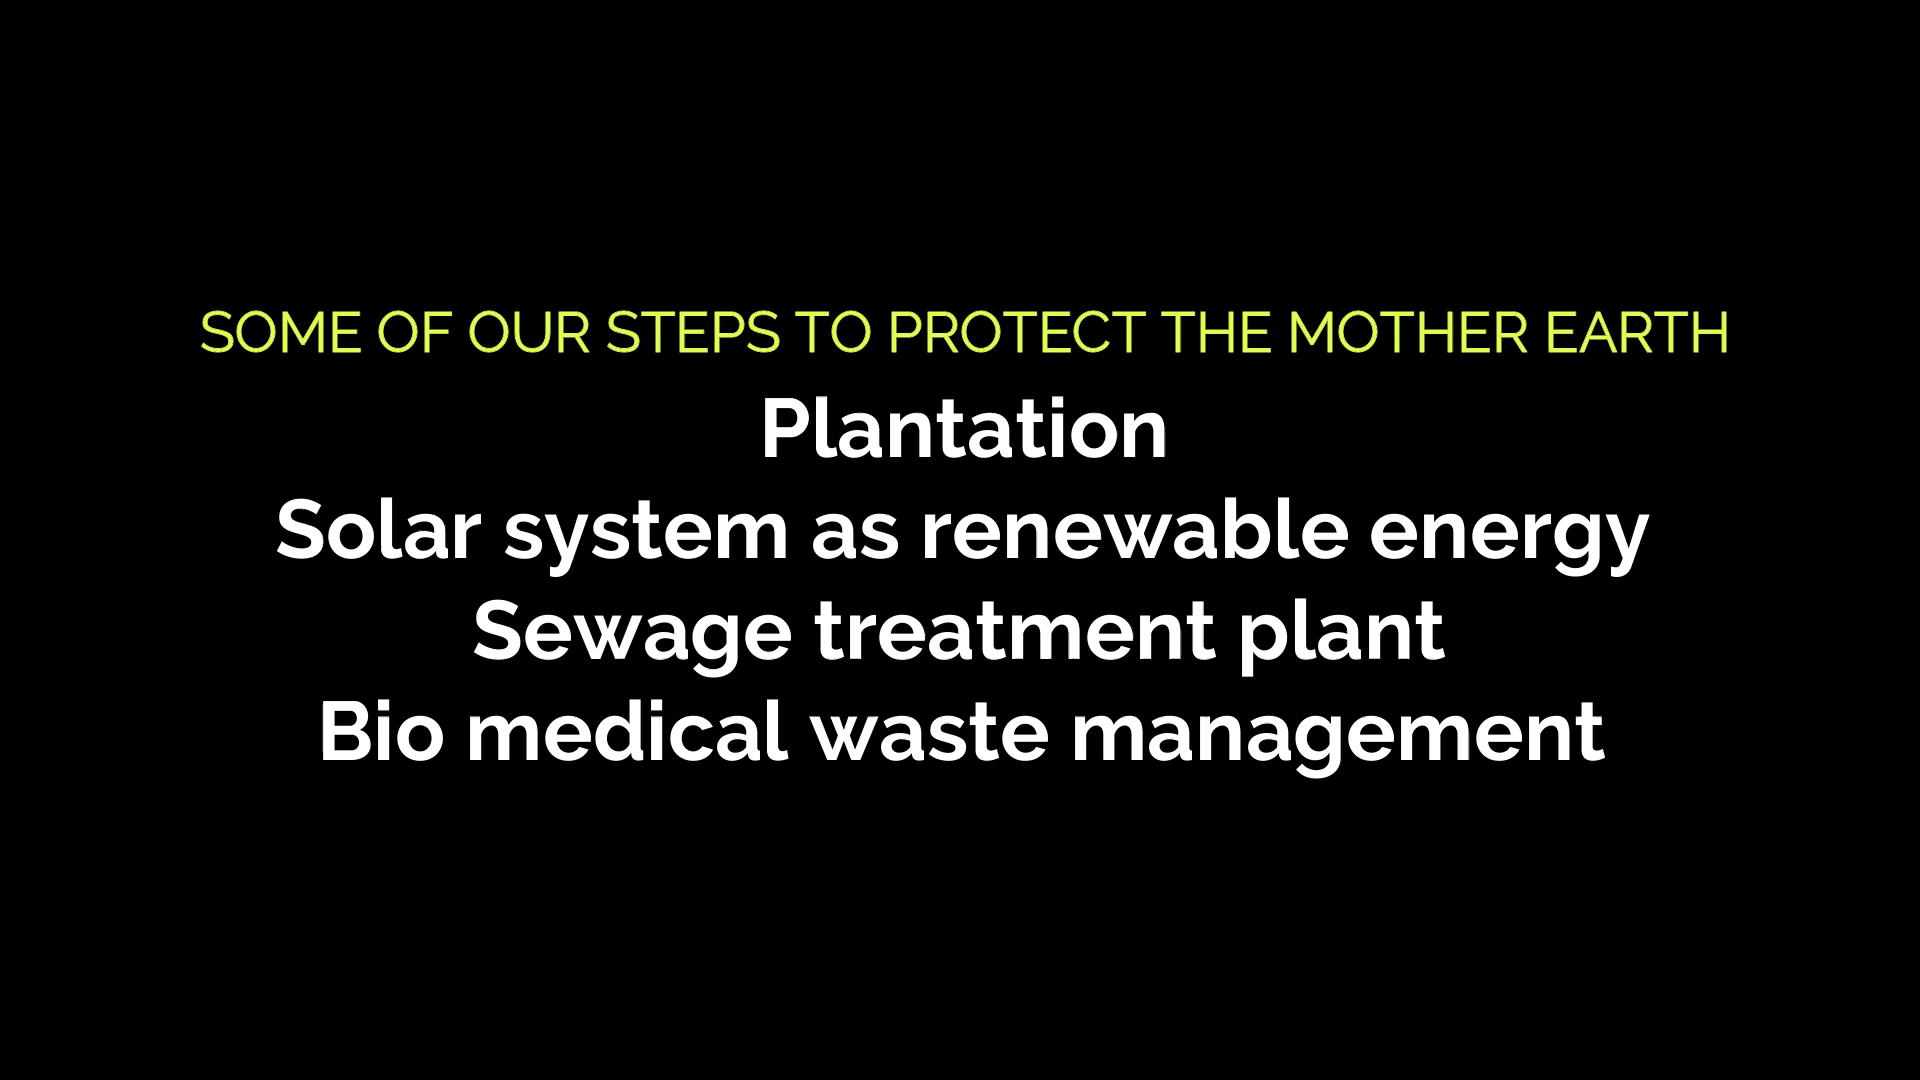 SOME OF OUR STEPS TO PROTECT THE MOTHER EARTH
Plantation
Solar system as renewable energy
Sewage treatment plant
Bio medical waste management